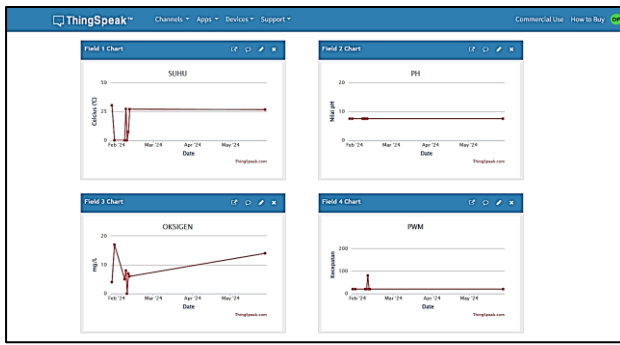 ThingSpeak™ Channels Apps Devices Support Commercial Use How to Buy DP
Field 1 Chart
SUHU
Celcius (°C)
50
25
0
Feb '24 Mar '24 Apr '24 May '24
Date
ThingSpeak.com
Field 2 Chart
PH
Nilai pH
20
10
0
Feb '24 Mar '24 Apr '24 May '24
Date
ThingSpeak.com
Field 3 Chart
OKSIGEN
mg/L
20
10
0
Feb '24 Mar '24 Apr '24 May '24
Date
ThingSpeak.com
Field 4 Chart
PWM
Kecepatan
200
100
0
Feb '24 Mar '24 Apr '24 May '24
Date
ThingSpeak.com